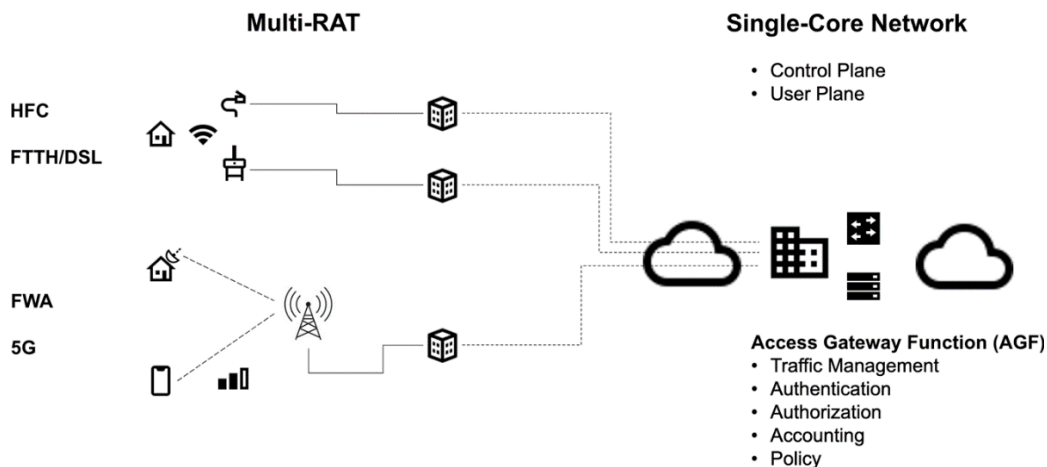 Multi-RAT
Single-Core Network
• Control Plane
• User Plane
HFC
FTTH/DSL
FWA
5G
Access Gateway Function (AGF)
• Traffic Management
• Authentication
• Authorization
• Accounting
• Policy